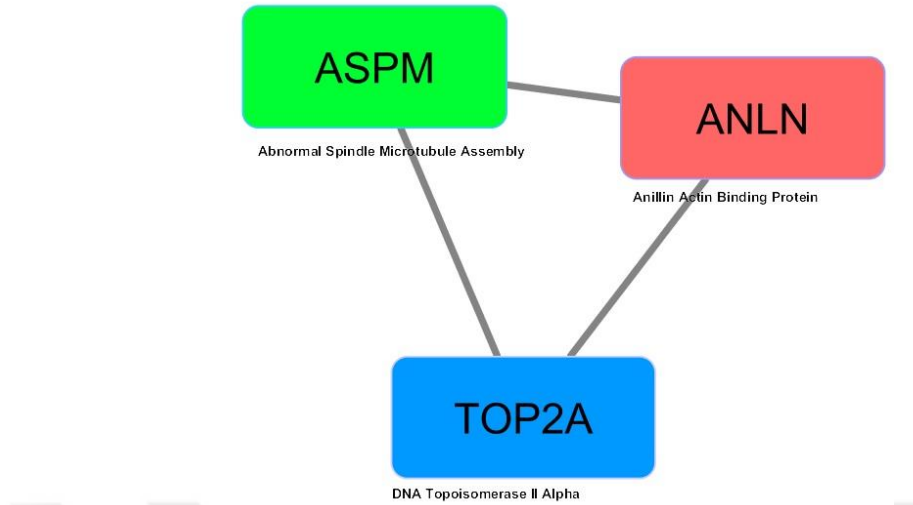 ASPM
Abnormal Spindle Microtubule Assembly
ANLN
Anillin Actin Binding Protein
TOP2A
DNA Topoisomerase II Alpha